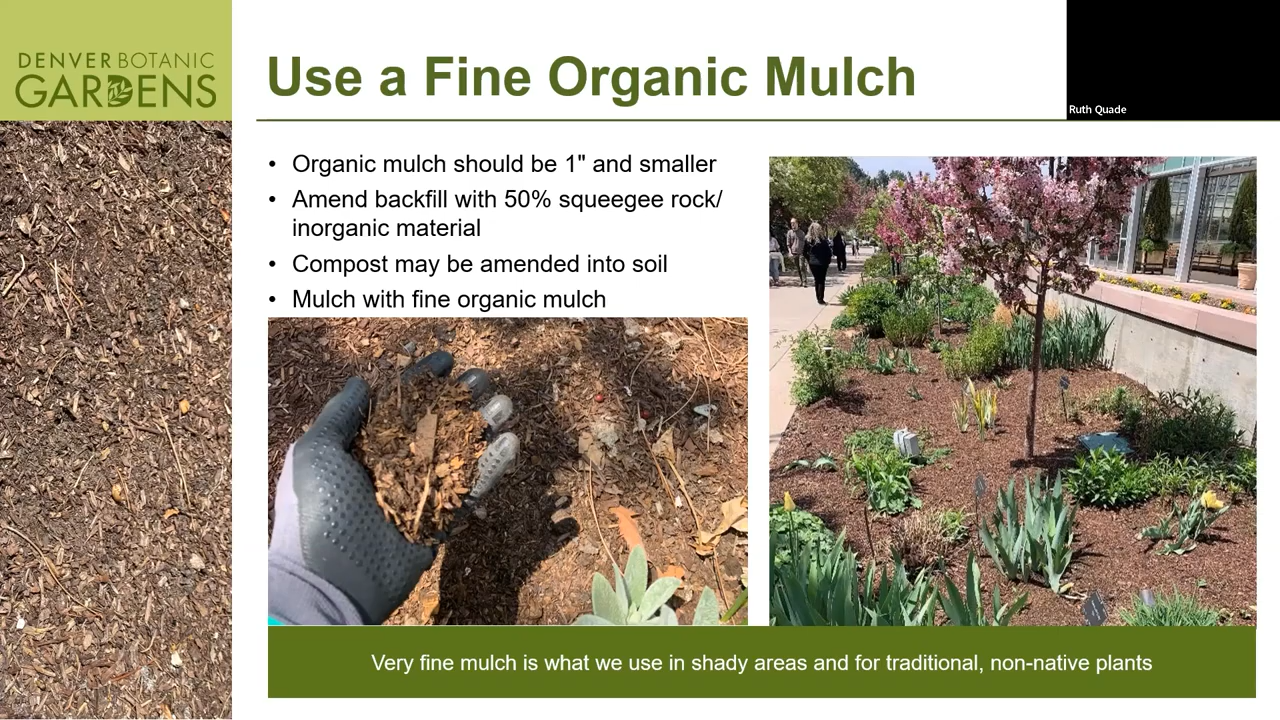 DENVER BOTANIC
GARDENS
Use a Fine Organic Mulch
Ruth Quade
• Organic mulch should be 1" and smaller
• Amend backfill with 50% squeegee rock/
inorganic material
• Compost may be amended into soil
• Mulch with fine organic mulch
Very fine mulch is what we use in shady areas and for traditional, non-native plants